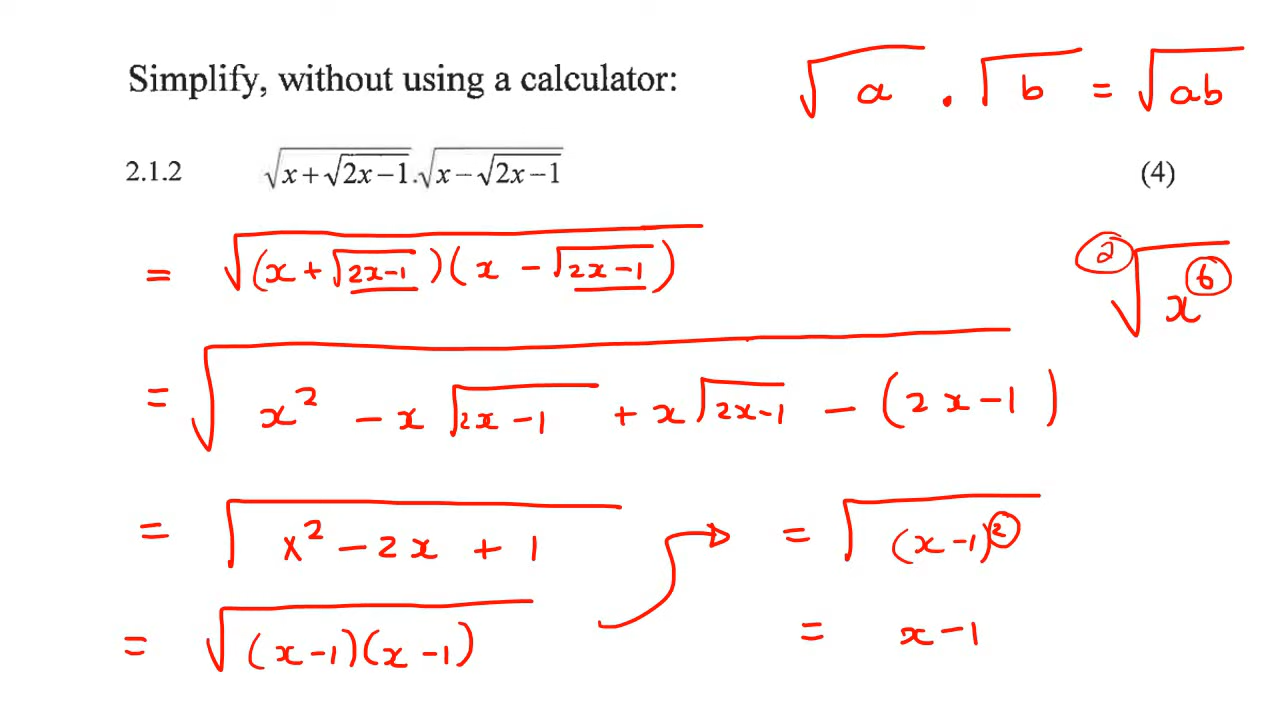 Simplify, without using a calculator:
√a . √b = √ab
2.1.2 √(x+√(2x−1)).√(x−√(2x−1)) (4)
= √((x + √(2x−1))(x − √(2x−1)))
²√x⁶
= √(x² − x√(2x−1) + x√(2x−1) − (2x−1))
= √(x² − 2x + 1)
= √((x−1)²)
= √((x−1)(x−1))
= x−1